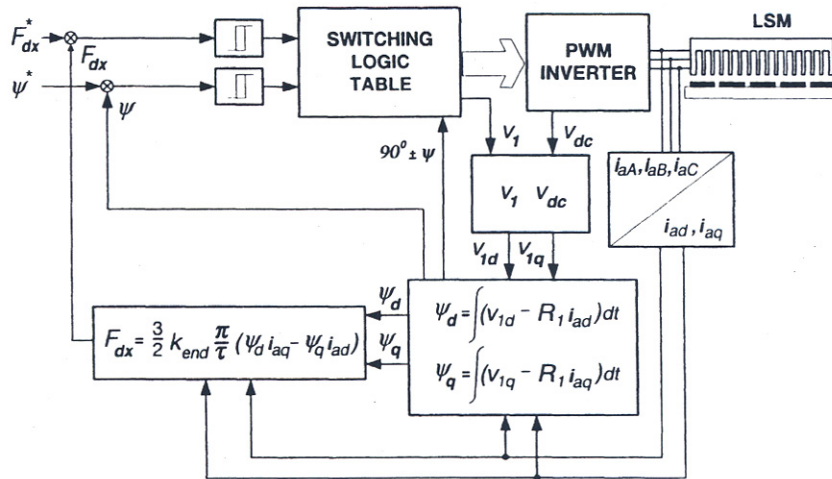 F*dx
Fdx
ψ*
ψ
SWITCHING
LOGIC
TABLE
PWM
INVERTER
LSM
90⁰ ± ψ
V₁
Vdc
V₁ Vdc
V₁d V₁q
iaA, iaB, iaC
iad, iaq
ψd
ψq
Fdx = 3/2 kend π/τ (ψd iaq − ψq iad)
ψd = ∫(v₁d − R₁ iad) dt
ψq = ∫(v₁q − R₁ iaq) dt